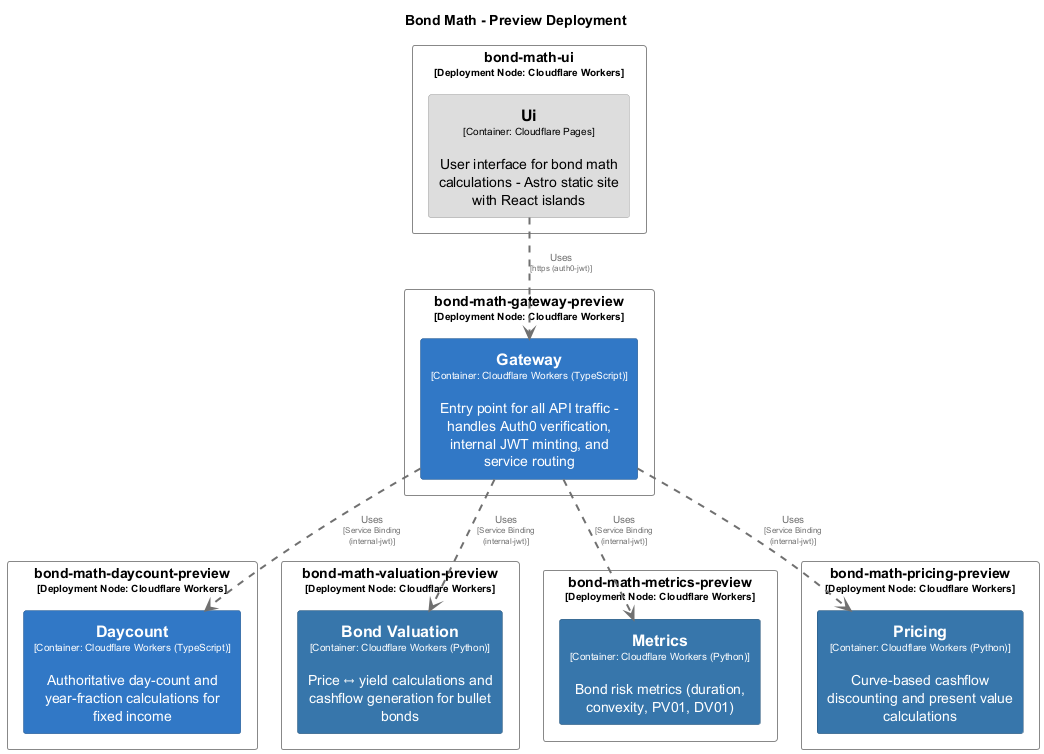 Bond Math - Preview Deployment
bond-math-ui
[Deployment Node: Cloudflare Workers]
Ui
[Container: Cloudflare Pages]
User interface for bond math
calculations - Astro static site
with React islands
Uses
[https (auth0-jwt)]
bond-math-gateway-preview
[Deployment Node: Cloudflare Workers]
Gateway
[Container: Cloudflare Workers (TypeScript)]
Entry point for all API traffic -
handles Auth0 verification,
internal JWT minting, and
service routing
Uses
[Service Binding
(internal-jwt)]
Uses
[Service Binding
(internal-jwt)]
Uses
[Service Binding
(internal-jwt)]
Uses
[Service Binding
(internal-jwt)]
bond-math-daycount-preview
[Deployment Node: Cloudflare Workers]
Daycount
[Container: Cloudflare Workers (TypeScript)]
Authoritative day-count and
year-fraction calculations for
fixed income
bond-math-valuation-preview
[Deployment Node: Cloudflare Workers]
Bond Valuation
[Container: Cloudflare Workers (Python)]
Price ↔ yield calculations and
cashflow generation for bullet
bonds
bond-math-metrics-preview
[Deployment Node: Cloudflare Workers]
Metrics
[Container: Cloudflare Workers (Python)]
Bond risk metrics (duration,
convexity, PV01, DV01)
bond-math-pricing-preview
[Deployment Node: Cloudflare Workers]
Pricing
[Container: Cloudflare Workers (Python)]
Curve-based cashflow
discounting and present value
calculations